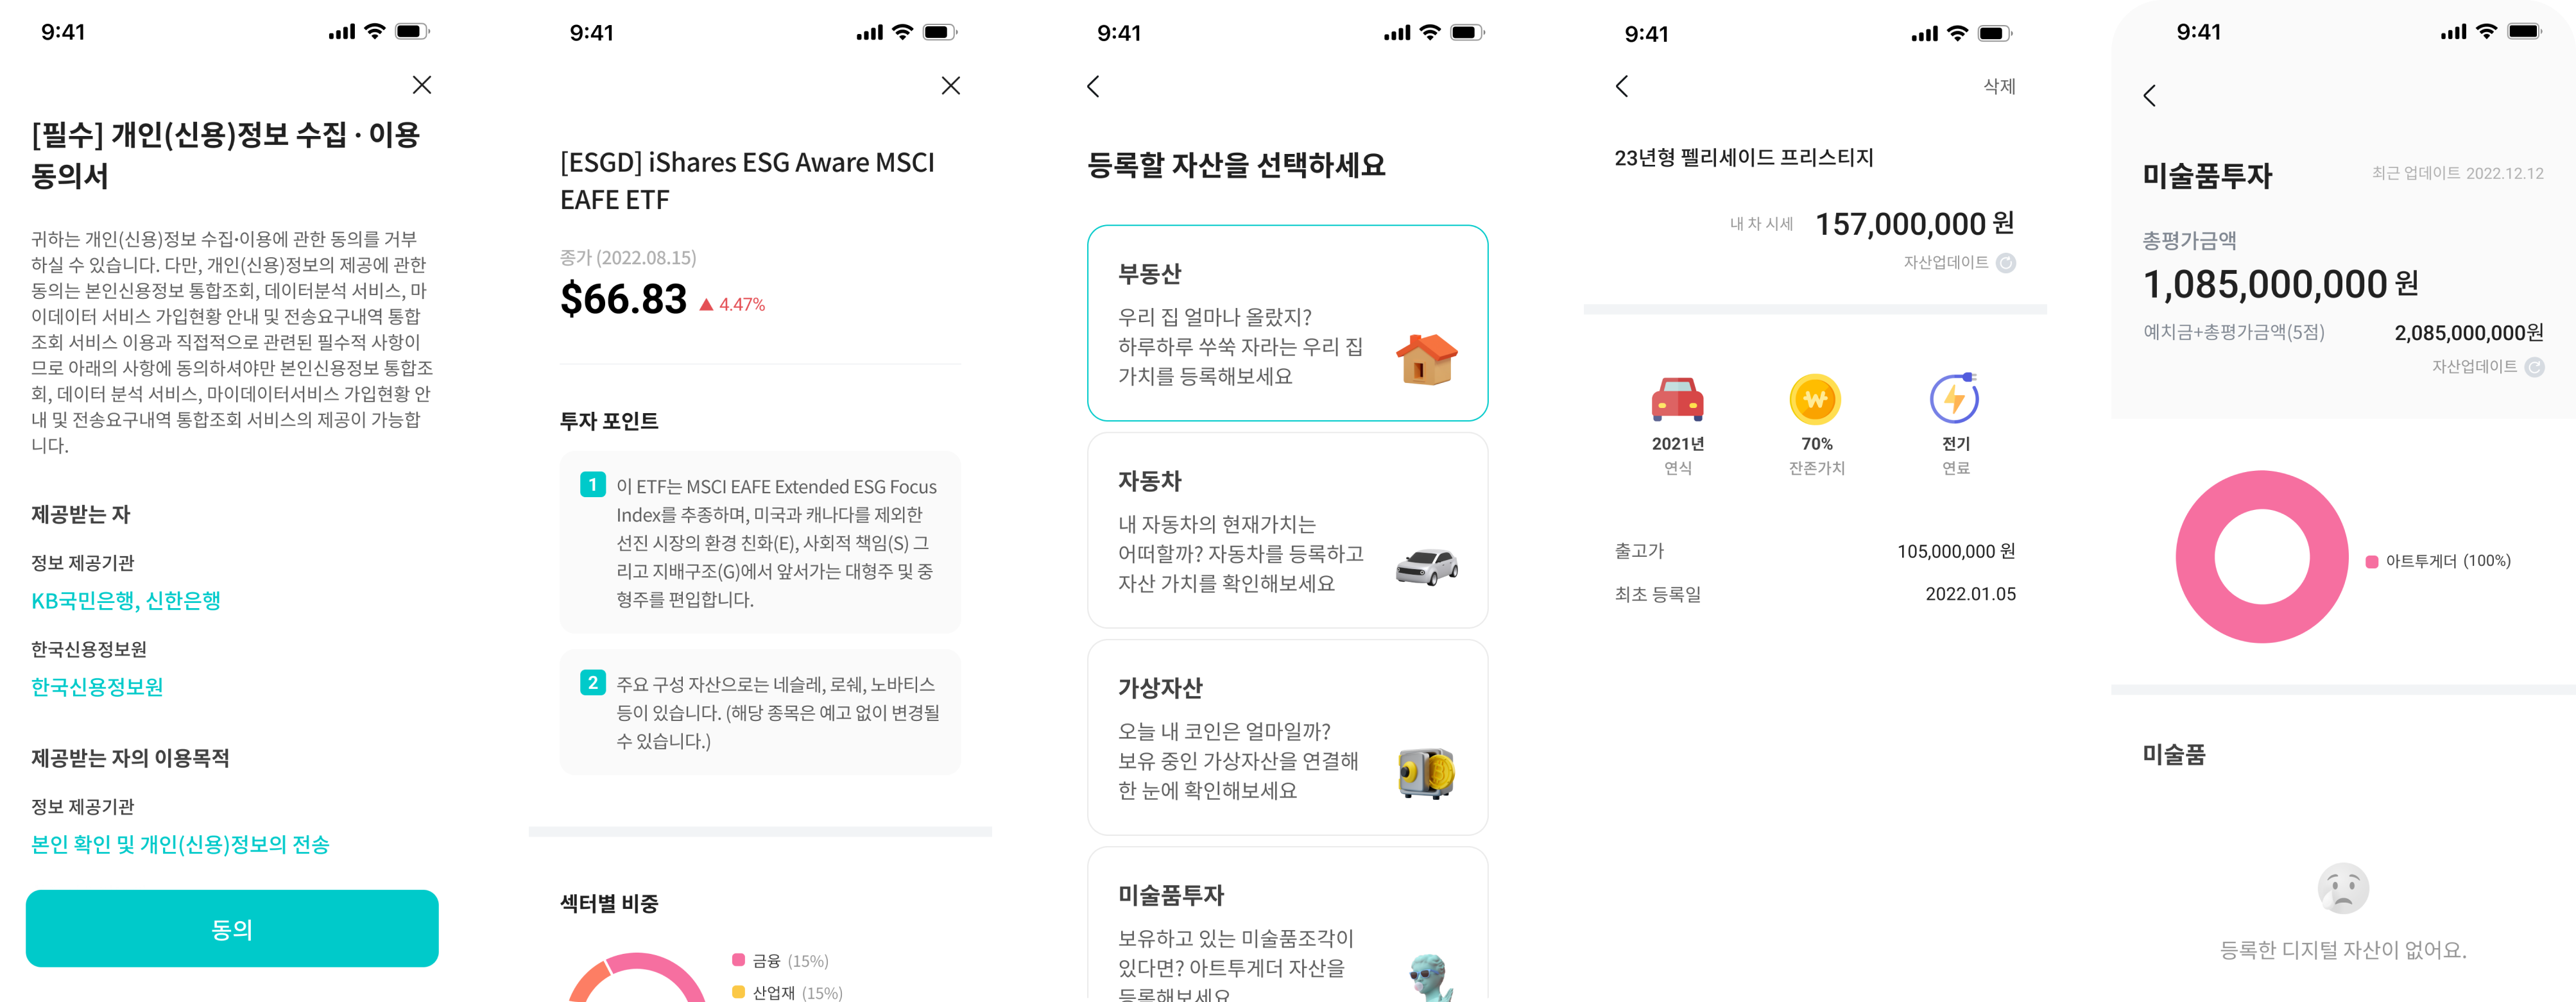 9:41
[필수] 개인(신용)정보 수집 · 이용
동의서
귀하는 개인(신용)정보 수집•이용에 관한 동의를 거부
하실 수 있습니다. 다만, 개인(신용)정보의 제공에 관한
동의는 본인신용정보 통합조회, 데이터분석 서비스, 마
이데이터 서비스 가입현황 안내 및 전송요구내역 통합
조회 서비스 이용과 직접적으로 관련된 필수적 사항이
므로 아래의 사항에 동의하셔야만 본인신용정보 통합조
회, 데이터 분석 서비스, 마이데이터서비스 가입현황 안
내 및 전송요구내역 통합조회 서비스의 제공이 가능합
니다.
제공받는 자
정보 제공기관
KB국민은행, 신한은행
한국신용정보원
한국신용정보원
제공받는 자의 이용목적
정보 제공기관
본인 확인 및 개인(신용)정보의 전송
동의
9:41
[ESGD] iShares ESG Aware MSCI
EAFE ETF
종가 (2022.08.15)
$66.83 ▲ 4.47%
투자 포인트
1 이 ETF는 MSCI EAFE Extended ESG Focus
Index를 추종하며, 미국과 캐나다를 제외한
선진 시장의 환경 친화(E), 사회적 책임(S) 그
리고 지배구조(G)에서 앞서가는 대형주 및 중
형주를 편입합니다.
2 주요 구성 자산으로는 네슬레, 로쉐, 노바티스
등이 있습니다. (해당 종목은 예고 없이 변경될
수 있습니다.)
섹터별 비중
금융 (15%)
산업재 (15%)
9:41
등록할 자산을 선택하세요
부동산
우리 집 얼마나 올랐지?
하루하루 쑤쑥 자라는 우리 집
가치를 등록해보세요
자동차
내 자동차의 현재가치는
어떠할까? 자동차를 등록하고
자산 가치를 확인해보세요
가상자산
오늘 내 코인은 얼마일까?
보유 중인 가상자산을 연결해
한 눈에 확인해보세요
미술품투자
보유하고 있는 미술품조각이
있다면? 아트투게더 자산을
등록해보세요
9:41
삭제
23년형 펠리세이드 프리스티지
내 차 시세 157,000,000 원
자산업데이트
2021년
연식
70%
잔존가치
전기
연료
출고가 105,000,000 원
최초 등록일 2022.01.05
9:41
미술품투자 최근 업데이트 2022.12.12
총평가금액
1,085,000,000 원
예치금+총평가금액(5점) 2,085,000,000원
자산업데이트
아트투게더 (100%)
미술품
등록한 디지털 자산이 없어요.